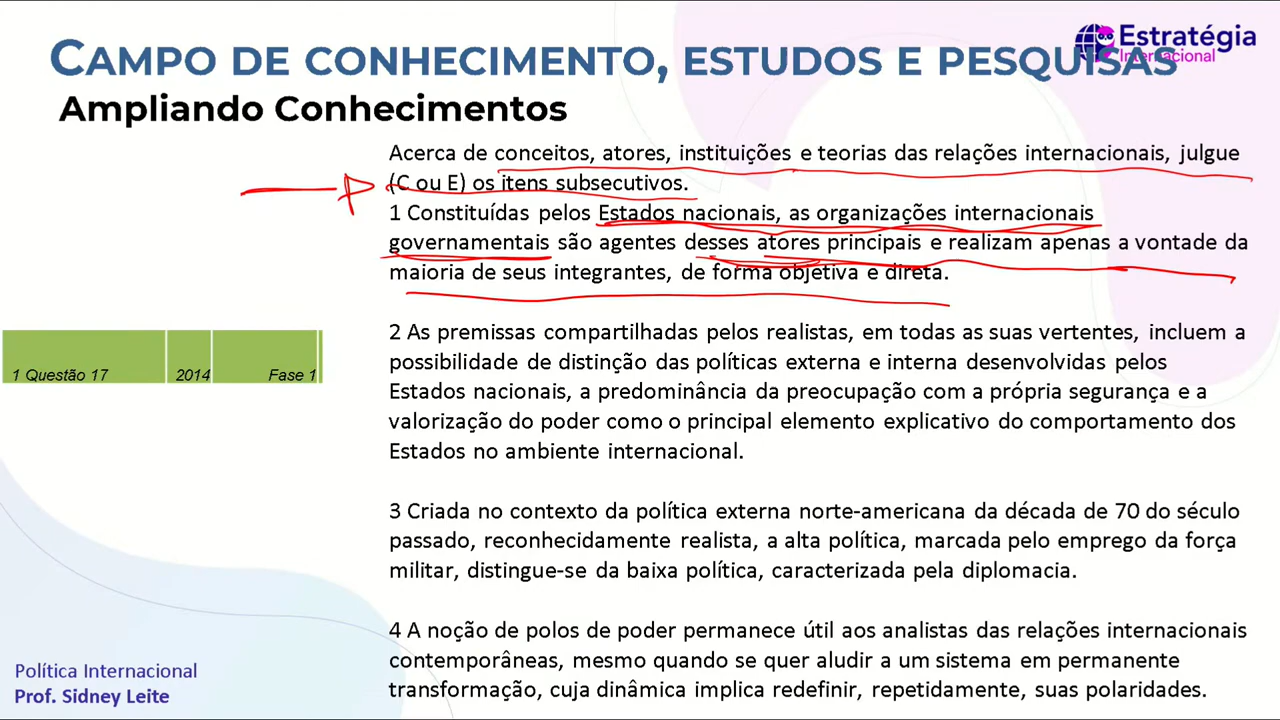 CAMPO DE CONHECIMENTO, ESTUDOS E PESQUISAS
Estratégia
Internacional
Ampliando Conhecimentos
Acerca de conceitos, atores, instituições e teorias das relações internacionais, julgue
(C ou E) os itens subsecutivos.
1 Constituídas pelos Estados nacionais, as organizações internacionais
governamentais são agentes desses atores principais e realizam apenas a vontade da
maioria de seus integrantes, de forma objetiva e direta.
2 As premissas compartilhadas pelos realistas, em todas as suas vertentes, incluem a
possibilidade de distinção das políticas externa e interna desenvolvidas pelos
Estados nacionais, a predominância da preocupação com a própria segurança e a
valorização do poder como o principal elemento explicativo do comportamento dos
Estados no ambiente internacional.
1 Questão 17 2014 Fase 1
3 Criada no contexto da política externa norte-americana da década de 70 do século
passado, reconhecidamente realista, a alta política, marcada pelo emprego da força
militar, distingue-se da baixa política, caracterizada pela diplomacia.
4 A noção de polos de poder permanece útil aos analistas das relações internacionais
contemporâneas, mesmo quando se quer aludir a um sistema em permanente
transformação, cuja dinâmica implica redefinir, repetidamente, suas polaridades.
Política Internacional
Prof. Sidney Leite